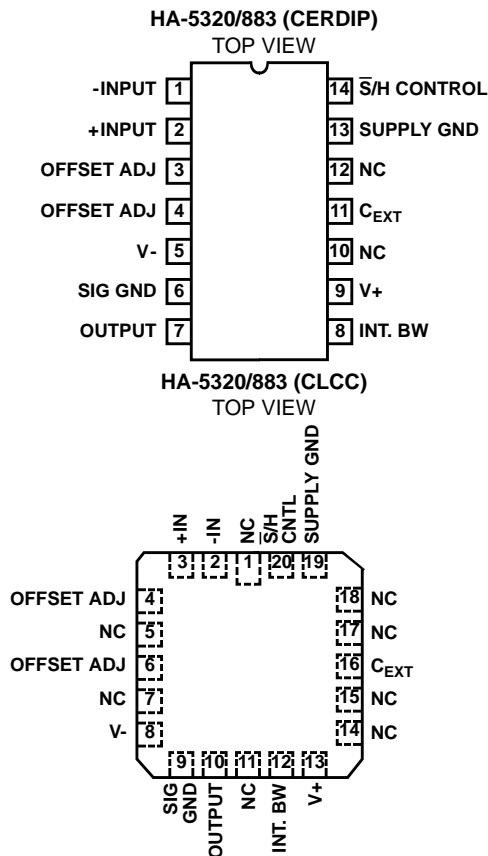 HA-5320/883 (CERDIP)
TOP VIEW
-INPUT 1 14 S̅/H CONTROL
+INPUT 2 13 SUPPLY GND
OFFSET ADJ 3 12 NC
OFFSET ADJ 4 11 CEXT
V- 5 10 NC
SIG GND 6 9 V+
OUTPUT 7 8 INT. BW
HA-5320/883 (CLCC)
TOP VIEW
+IN
-IN
NC
S̅/H
CNTL
SUPPLY GND
3 2 1 20 19
OFFSET ADJ 4 18 NC
NC 5 17 NC
OFFSET ADJ 6 16 CEXT
NC 7 15 NC
V- 8 14 NC
9 10 11 12 13
SIG
GND
OUTPUT
NC
INT. BW
V+